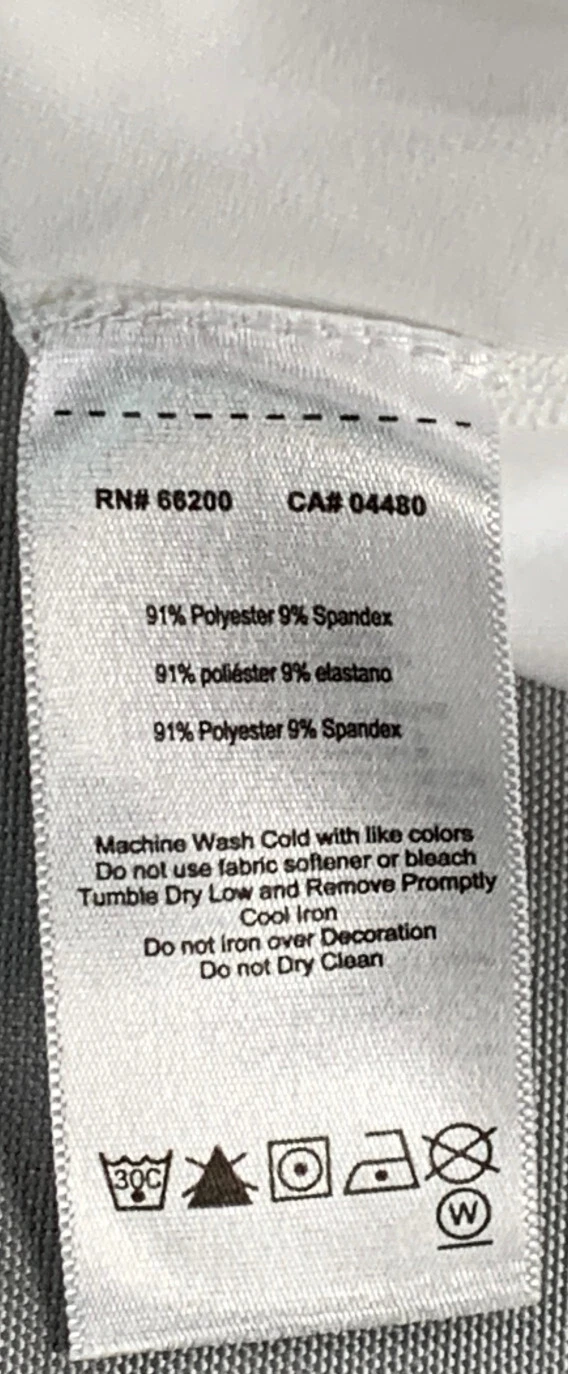 RN# 66200 CA# 04480
91% Polyester 9% Spandex
91% poliéster 9% elastano
91% Polyester 9% Spandex
Machine Wash Cold with like colors
Do not use fabric softener or bleach
Tumble Dry Low and Remove Promptly
Cool Iron
Do not Iron over Decoration
Do not Dry Clean
30C
W